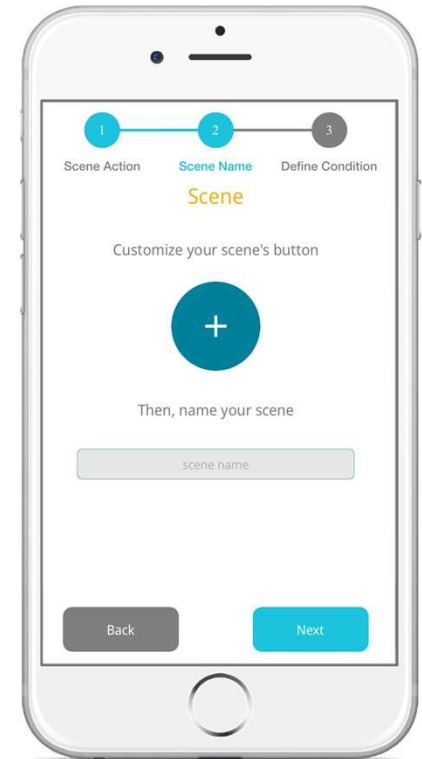 1 2 3
Scene Action Scene Name Define Condition
Scene
Customize your scene's button
+
Then, name your scene
scene name
Back Next